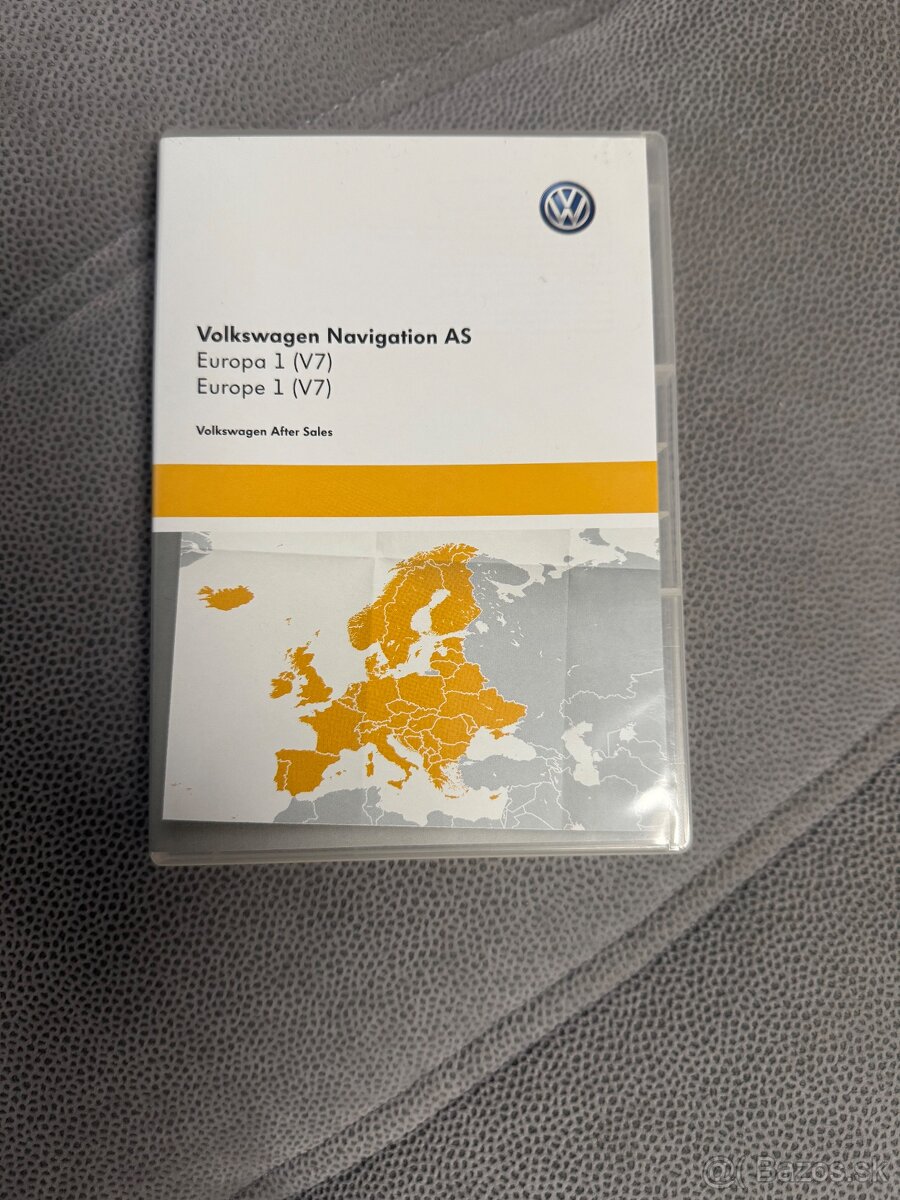 Volkswagen Navigation AS
Europa 1 (V7)
Europe 1 (V7)
Volkswagen After Sales
Bazos.sk